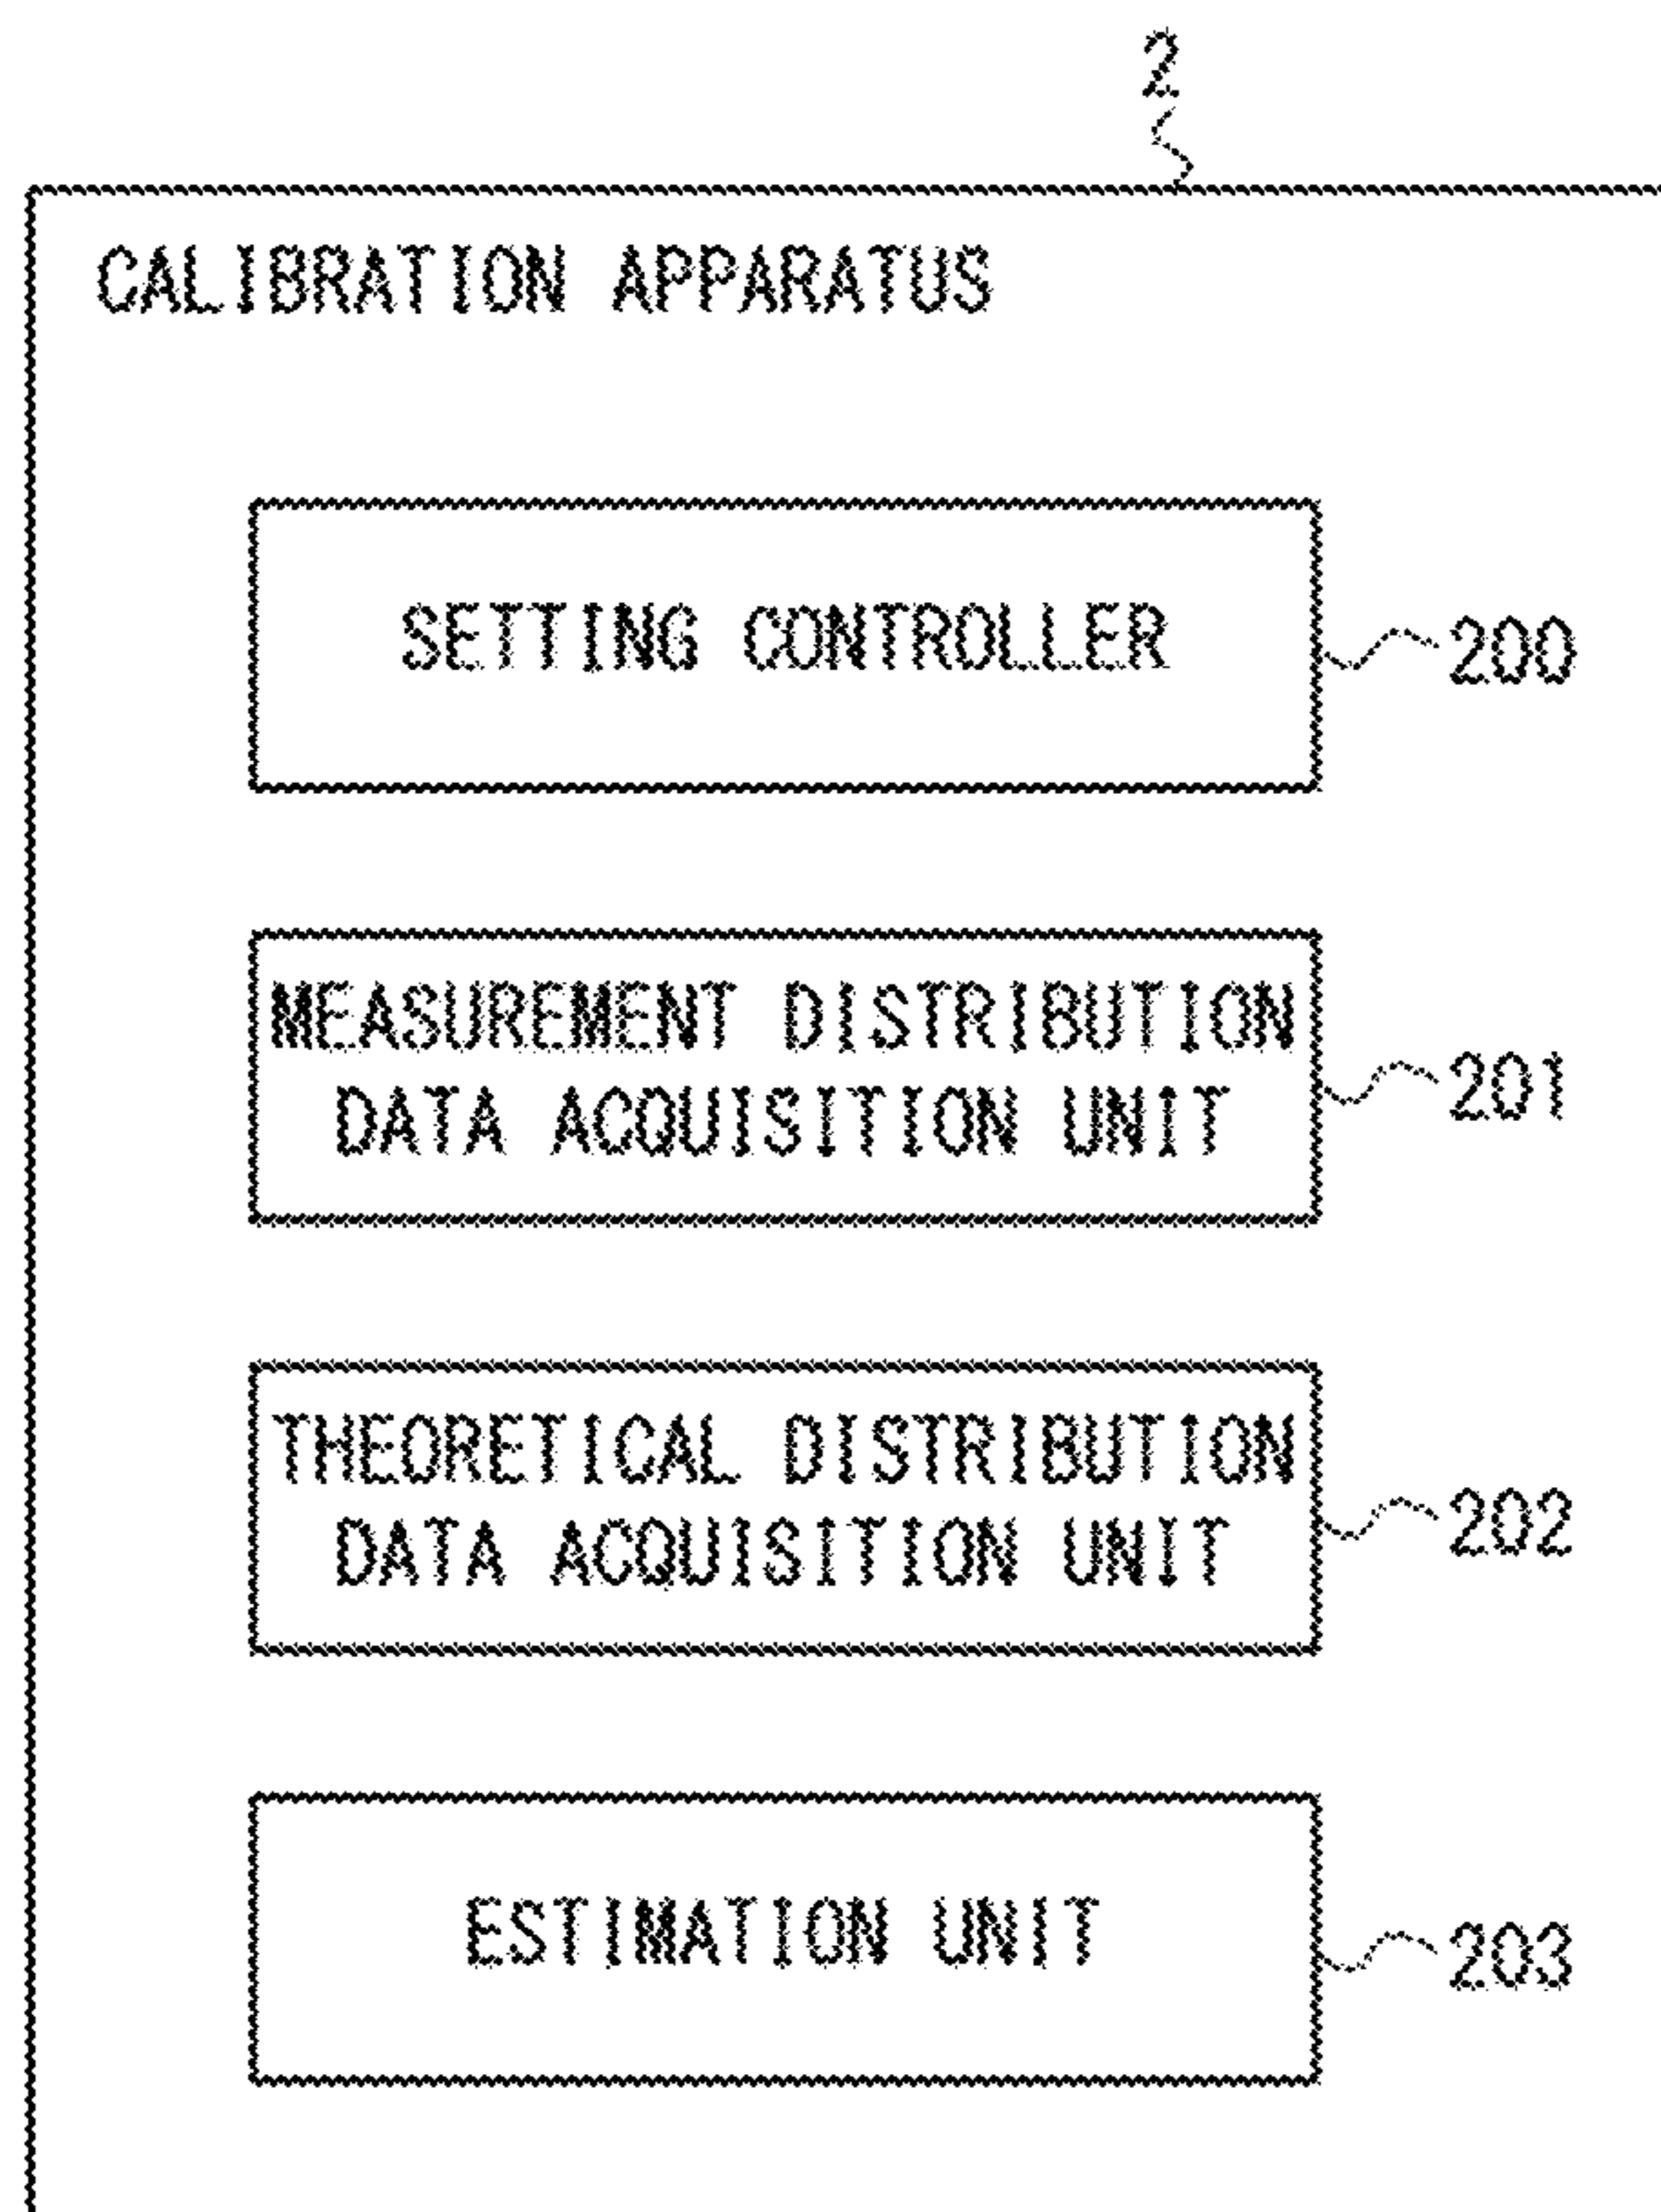 2
CALIBRATION APPARATUS
SETTING CONTROLLER
200
MEASUREMENT DISTRIBUTION
DATA ACQUISITION UNIT
201
THEORETICAL DISTRIBUTION
DATA ACQUISITION UNIT
202
ESTIMATION UNIT
203